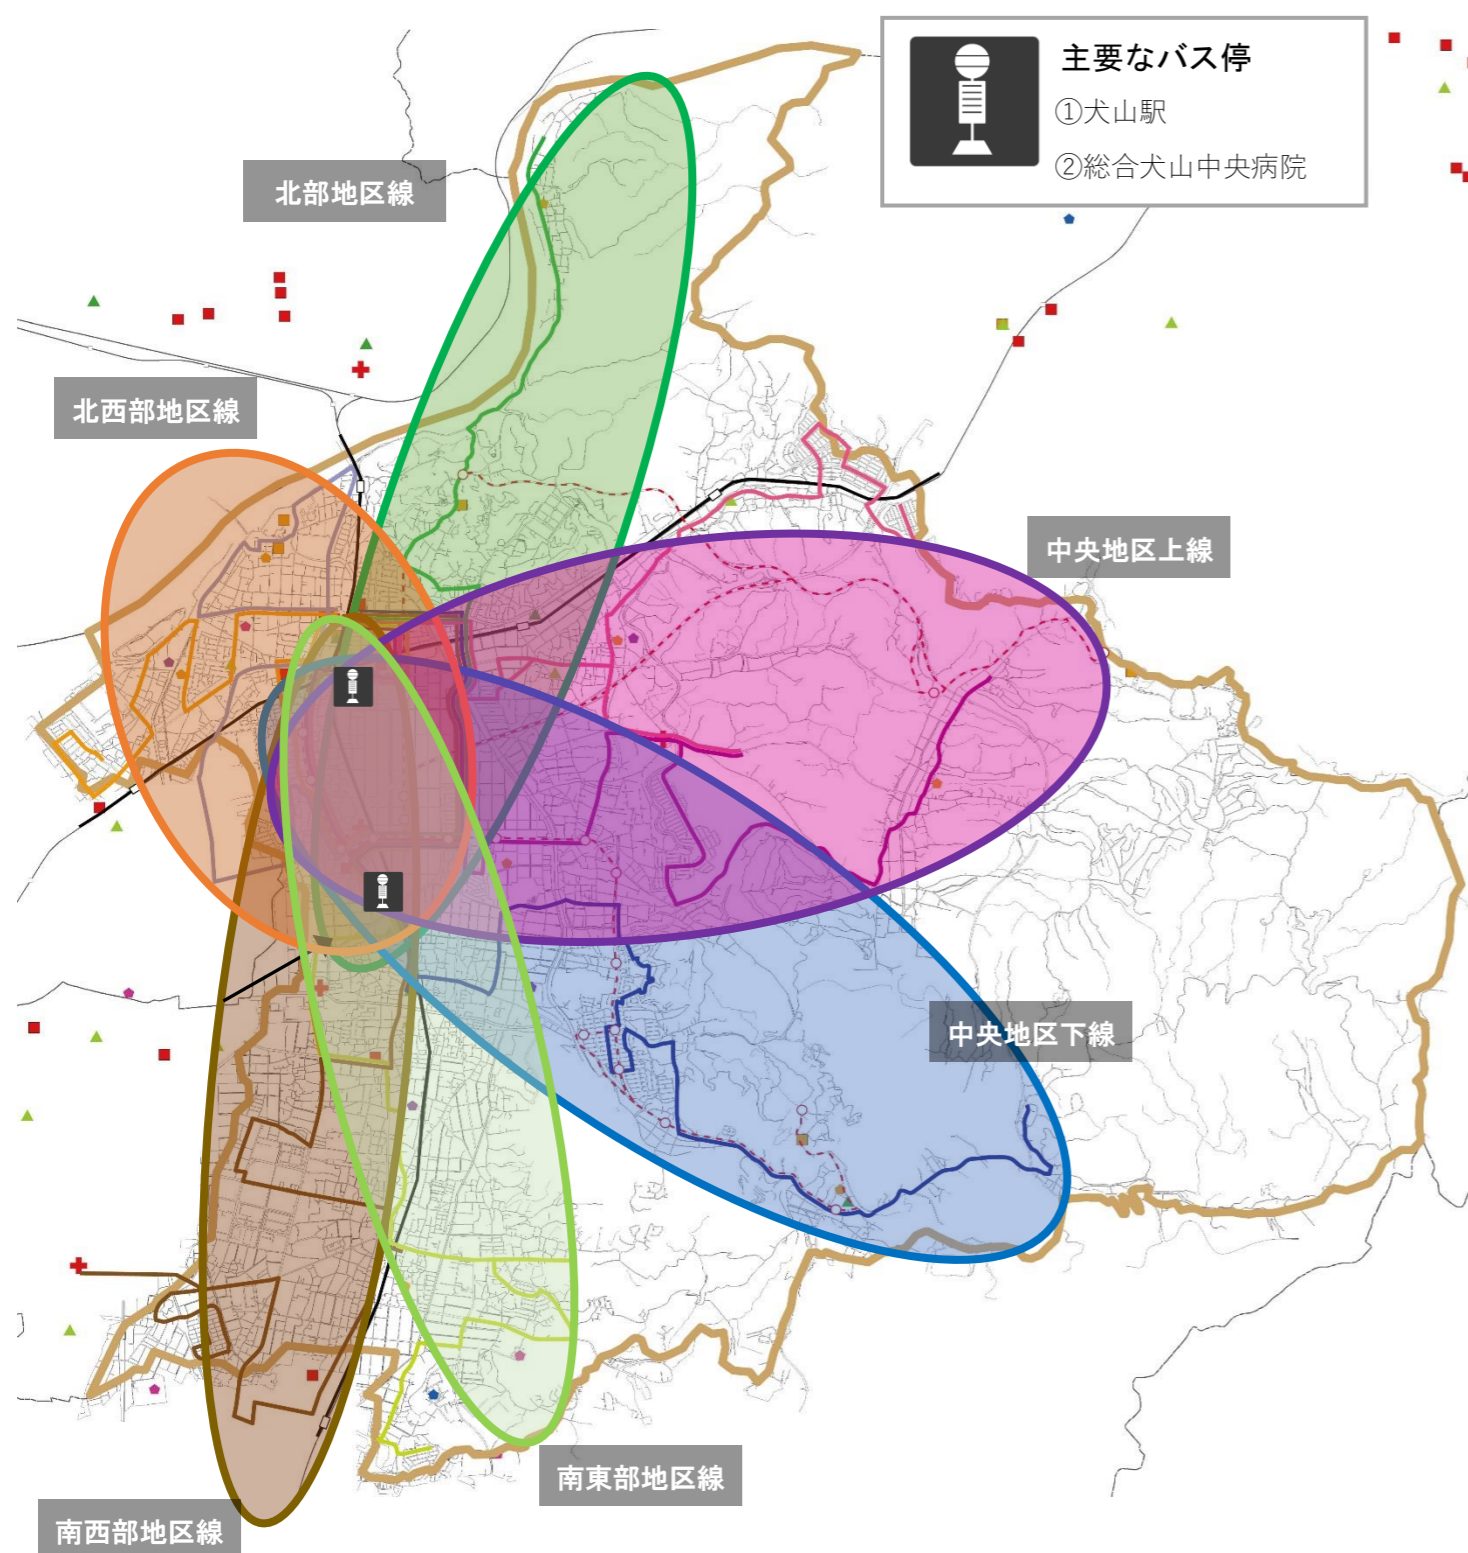 主要なバス停
①犬山駅
②総合犬山中央病院
北部地区線
北西部地区線
中央地区上線
中央地区下線
南東部地区線
南西部地区線